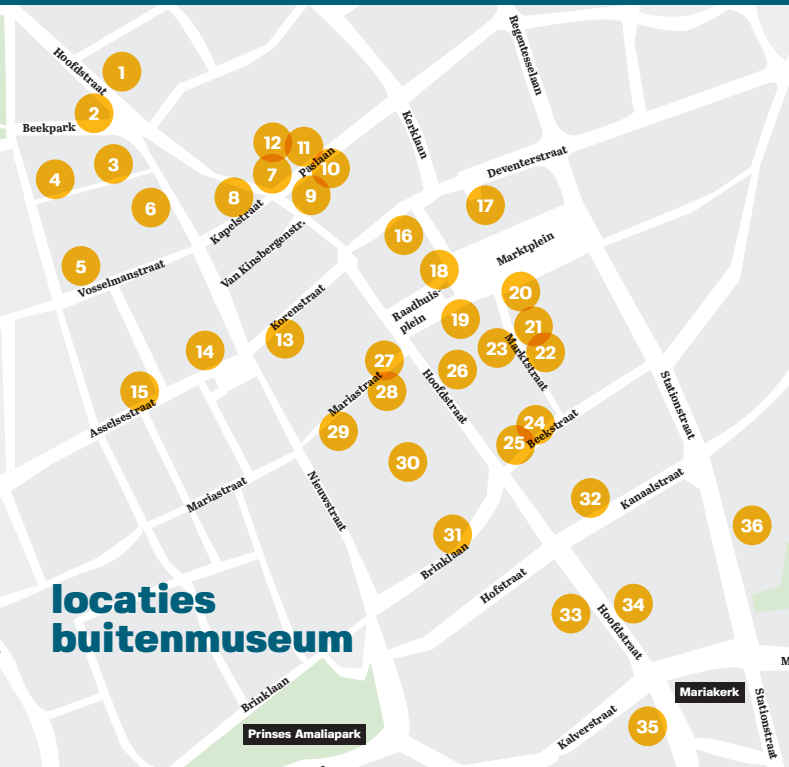 Hoofdstraat
Regentesselaan
1
2
Beekpark
Kerklaan
12
11
Paslaan
3
10
Deventerstraat
4
7
8
9
6
17
Kapelstraat
Van Kinsbergenstr.
16
Marktplein
5
Vosselmanstraat
18
Korenstraat
Raadhuis-
plein
20
19
21
13
14
23
22
Marktstraat
27
26
Mariastraat
Hoofdstraat
28
15
Asselsestraat
Stationstraat
29
24
Beekstraat
25
30
Mariastraat
Nieuwstraat
32
Kanaalstraat
36
31
Brinklaan
Hofstraat
locaties
buitenmuseum
33
34
Hoofdstraat
M
Brinklaan
Mariakerk
Stationstraat
Prinses Amaliapark
Kalverstraat
35